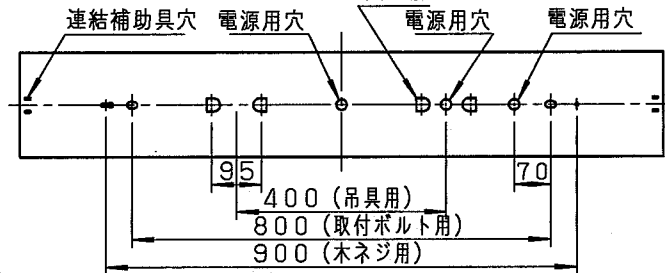 連結補助具穴 電源用穴 電源用穴 電源用穴
95 70
400(吊具用)
800(取付ボルト用)
900(木ネジ用)